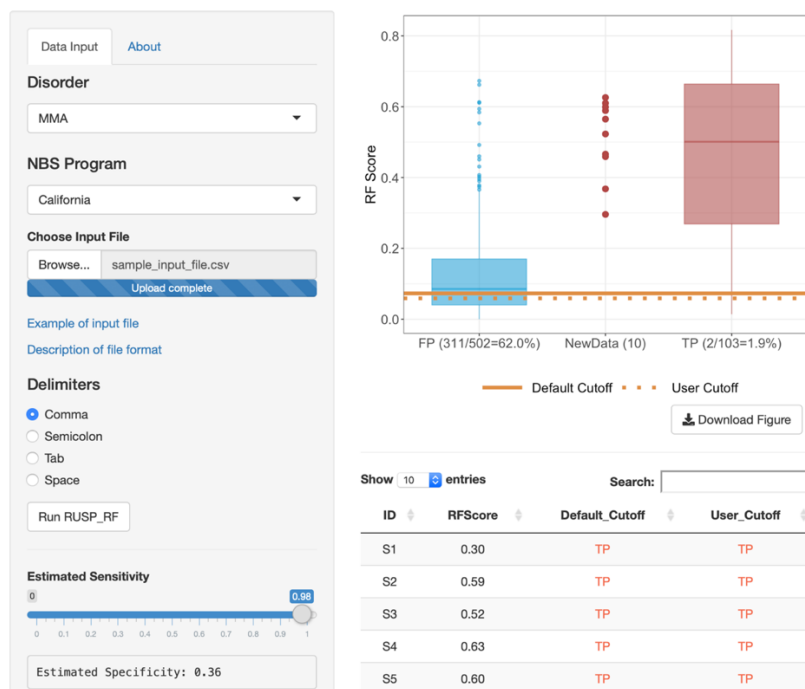 Data Input
About
Disorder
MMA
NBS Program
California
Choose Input File
Browse... sample_input_file.csv
Upload complete
Example of input file
Description of file format
Delimiters
Comma
Semicolon
Tab
Space
Run RUSP_RF
Estimated Sensitivity
0 0.98
0 0.1 0.2 0.3 0.4 0.5 0.6 0.7 0.8 0.9 1
Estimated Specificity: 0.36
RF Score
0.8
0.6
0.4
0.2
0.0
FP (311/502=62.0%) NewData (10) TP (2/103=1.9%)
Default Cutoff User Cutoff
Download Figure
Show 10 entries Search:
ID RFScore Default_Cutoff User_Cutoff
S1 0.30 TP TP
S2 0.59 TP TP
S3 0.52 TP TP
S4 0.63 TP TP
S5 0.60 TP TP